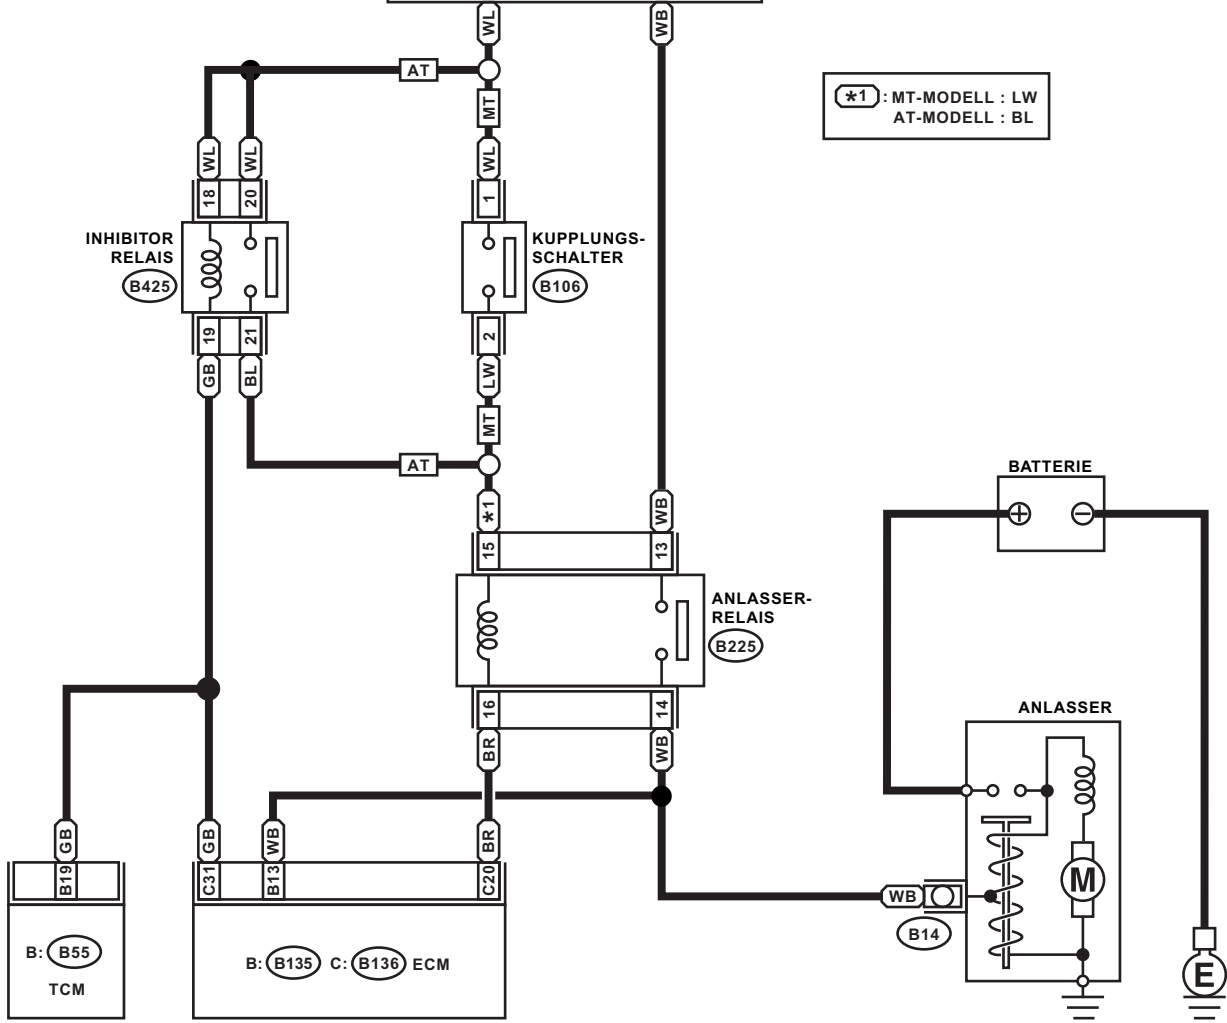 WL
WB
AT
MT
*1 : MT-MODELL : LW
AT-MODELL : BL
WL
WL
WL
18
20
1
INHIBITOR
RELAIS
B425
KUPPLUNGS-
SCHALTER
B106
19
21
2
GB
BL
LW
MT
AT
BATTERIE
+
−
*1
WB
15
13
ANLASSER-
RELAIS
B225
16
14
BR
WB
ANLASSER
GB
GB
WB
BR
B19
C31
B13
C20
M
WB
B14
B: B55
TCM
B: B135 C: B136 ECM
E